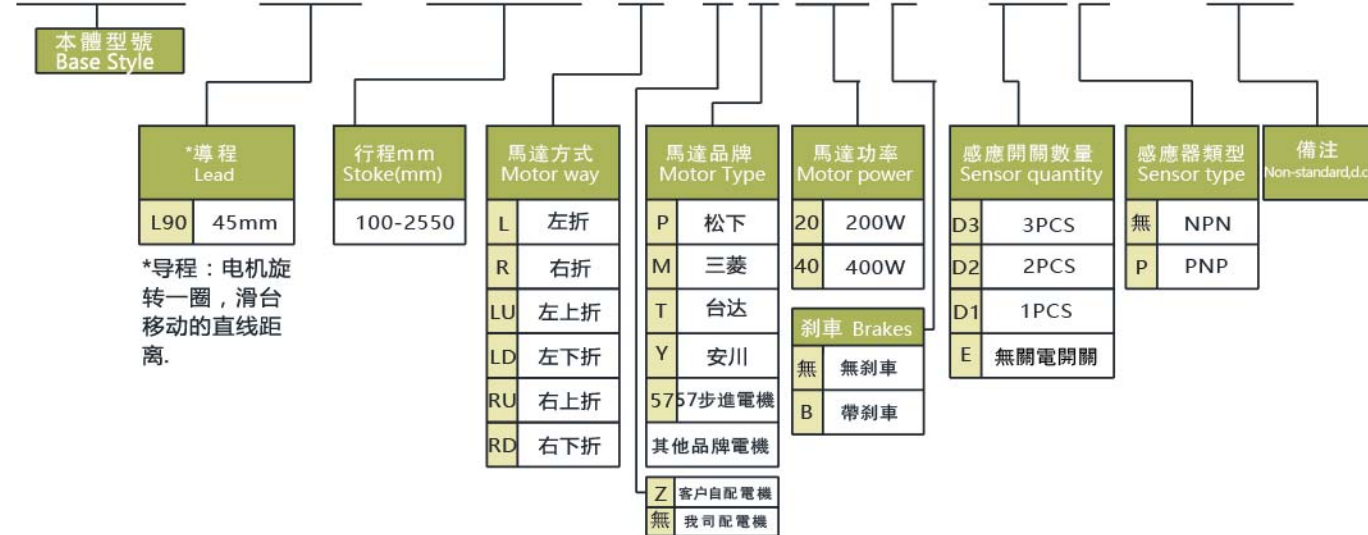 本體型號
Base Style
*導程
Lead
L90 45mm
*导程：电机旋
转一圈，滑台
移动的直线距
离.
行程mm
Stoke(mm)
100-2550
馬達方式
Motor way
L 左折
R 右折
LU 左上折
LD 左下折
RU 右上折
RD 右下折
馬達品牌
Motor Type
P 松下
M 三菱
T 台达
Y 安川
57 57步進電機
其他品牌電機
Z 客户自配電機
無 我司配電機
馬達功率
Motor power
20 200W
40 400W
刹車 Brakes
無 無刹車
B 帶刹車
感應開關數量
Sensor quantity
D3 3PCS
D2 2PCS
D1 1PCS
E 無關電開關
感應器類型
Sensor type
無 NPN
P PNP
備注
Non-standard,d.c